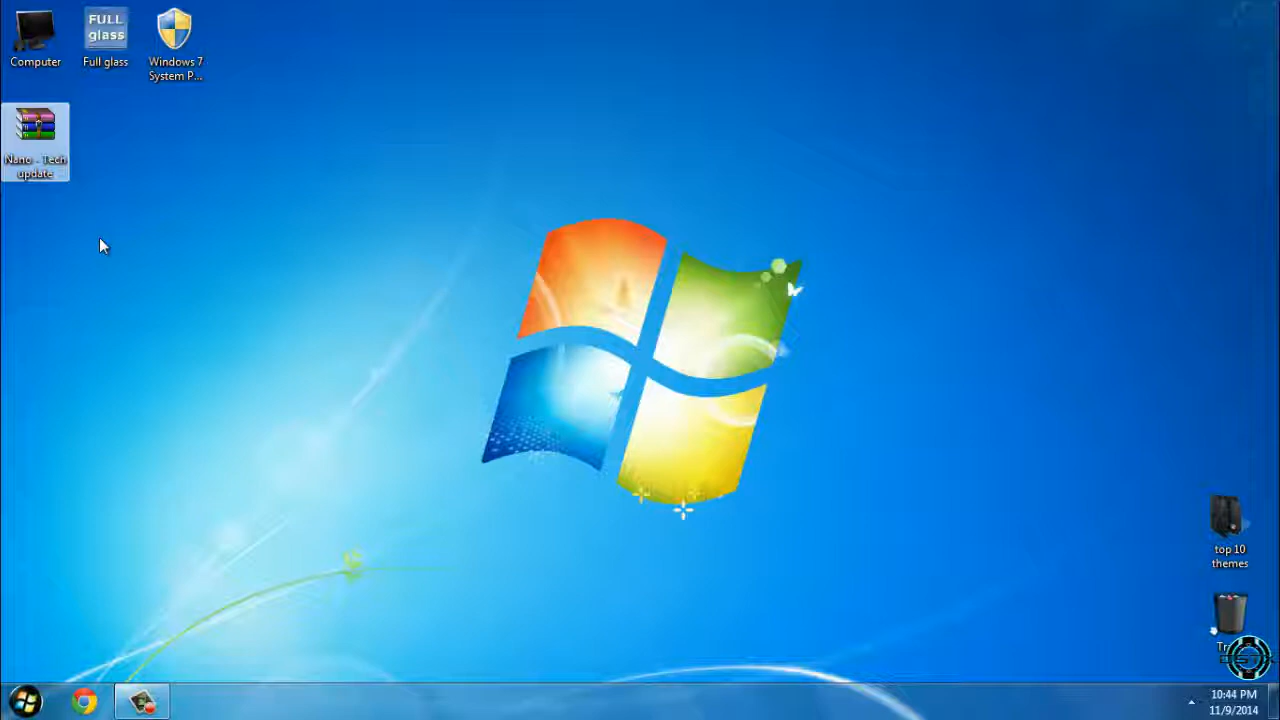 FULL
glass
Computer
Full glass
Windows 7
System P...
Nano - Tech
update
top 10
themes
10:44 PM
11/9/2014